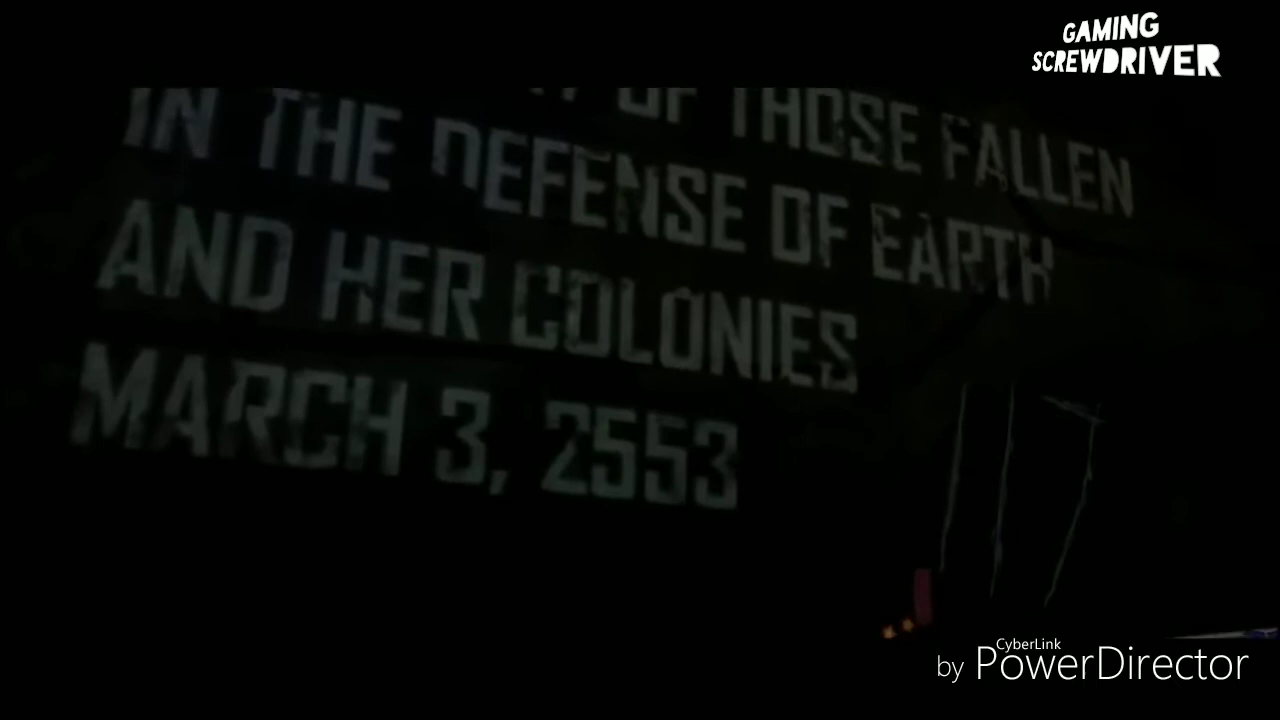 GAMING
SCREWDRIVER
OF THOSE FALLEN
IN THE DEFENSE OF EARTH
AND HER COLONIES
MARCH 3, 2553
CyberLink
by PowerDirector